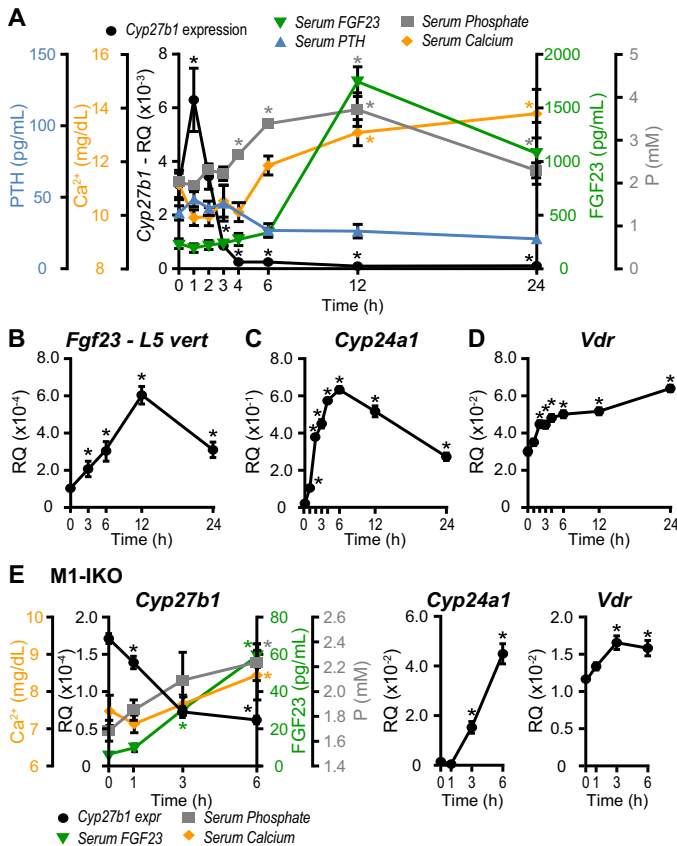 A
Cyp27b1 expression
Serum FGF23
Serum PTH
Serum Phosphate
Serum Calcium
PTH (pg/mL)
150
100
50
0
Ca²⁺ (mg/dL)
16
14
12
10
8
Cyp27b1 - RQ (x10⁻³)
8
6
4
2
0
2000
1500
1000
500
0
FGF23 (pg/mL)
5
4
3
2
1
0
P (mM)
* * * * * * * * * * * * * *
0 1 2 3 4 6 12 24
Time (h)
B Fgf23 - L5 vert
RQ (x10⁻⁴)
8.0
6.0
4.0
2.0
0
* * * *
0 3 6 12 24
Time (h)
C Cyp24a1
RQ (x10⁻¹)
8.0
6.0
4.0
2.0
0
* * * * * * *
0 3 6 12 24
Time (h)
D Vdr
RQ (x10⁻²)
8.0
6.0
4.0
2.0
0
* * * * * *
0 3 6 12 24
Time (h)
E M1-IKO
Cyp27b1
Ca²⁺ (mg/dL)
10
9
8
7
6
RQ (x10⁻⁴)
2.0
1.5
1.0
0.5
0
80
60
40
20
0
FGF23 (pg/mL)
2.6
2.4
2.2
2.0
1.8
1.6
1.4
P (mM)
* * * * * *
0 1 3 6
Time (h)
Cyp27b1 expr
Serum FGF23
Serum Phosphate
Serum Calcium
Cyp24a1
RQ (x10⁻²)
6.0
4.0
2.0
0
* *
0 1 3 6
Time (h)
Vdr
RQ (x10⁻²)
2.0
1.5
1.0
0.5
0
* *
0 1 3 6
Time (h)